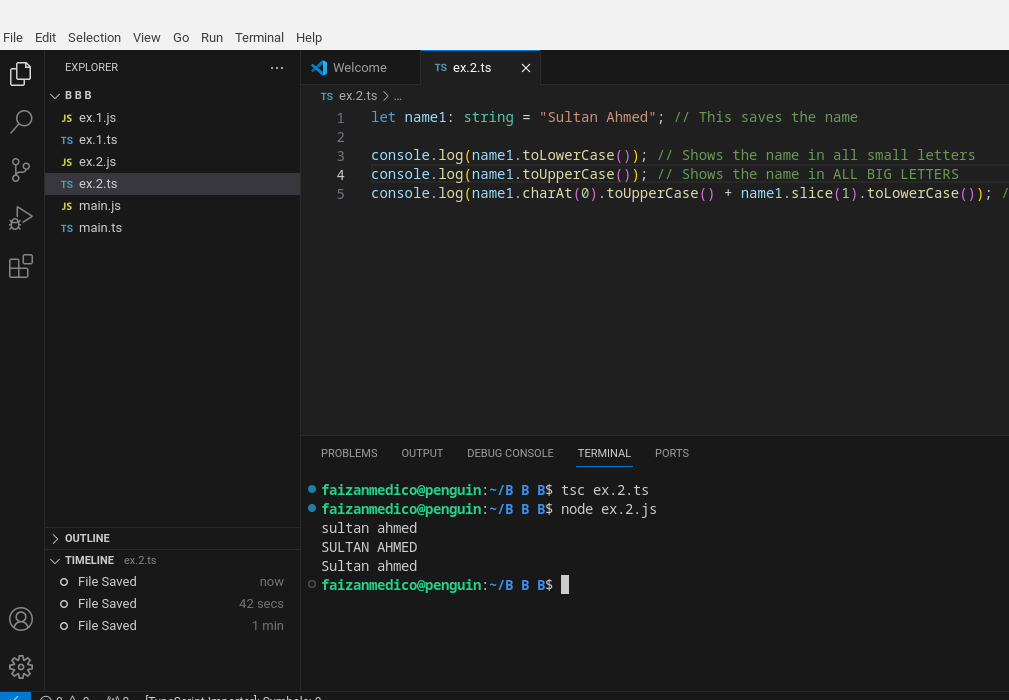 File Edit Selection View Go Run Terminal Help
EXPLORER ...
B B B
JS ex.1.js
TS ex.1.ts
JS ex.2.js
TS ex.2.ts
JS main.js
TS main.ts
OUTLINE
TIMELINE ex.2.ts
File Saved now
File Saved 42 secs
File Saved 1 min
Welcome TS ex.2.ts
TS ex.2.ts > ...
1 let name1: string = "Sultan Ahmed"; // This saves the name
2
3 console.log(name1.toLowerCase()); // Shows the name in all small letters
4 console.log(name1.toUpperCase()); // Shows the name in ALL BIG LETTERS
5 console.log(name1.charAt(0).toUpperCase() + name1.slice(1).toLowerCase()); /
PROBLEMS OUTPUT DEBUG CONSOLE TERMINAL PORTS
faizanmedico@penguin:~/B B B$ tsc ex.2.ts
faizanmedico@penguin:~/B B B$ node ex.2.js
sultan ahmed
SULTAN AHMED
Sultan ahmed
faizanmedico@penguin:~/B B B$
[TypeScript Importer]: Symbols: 0